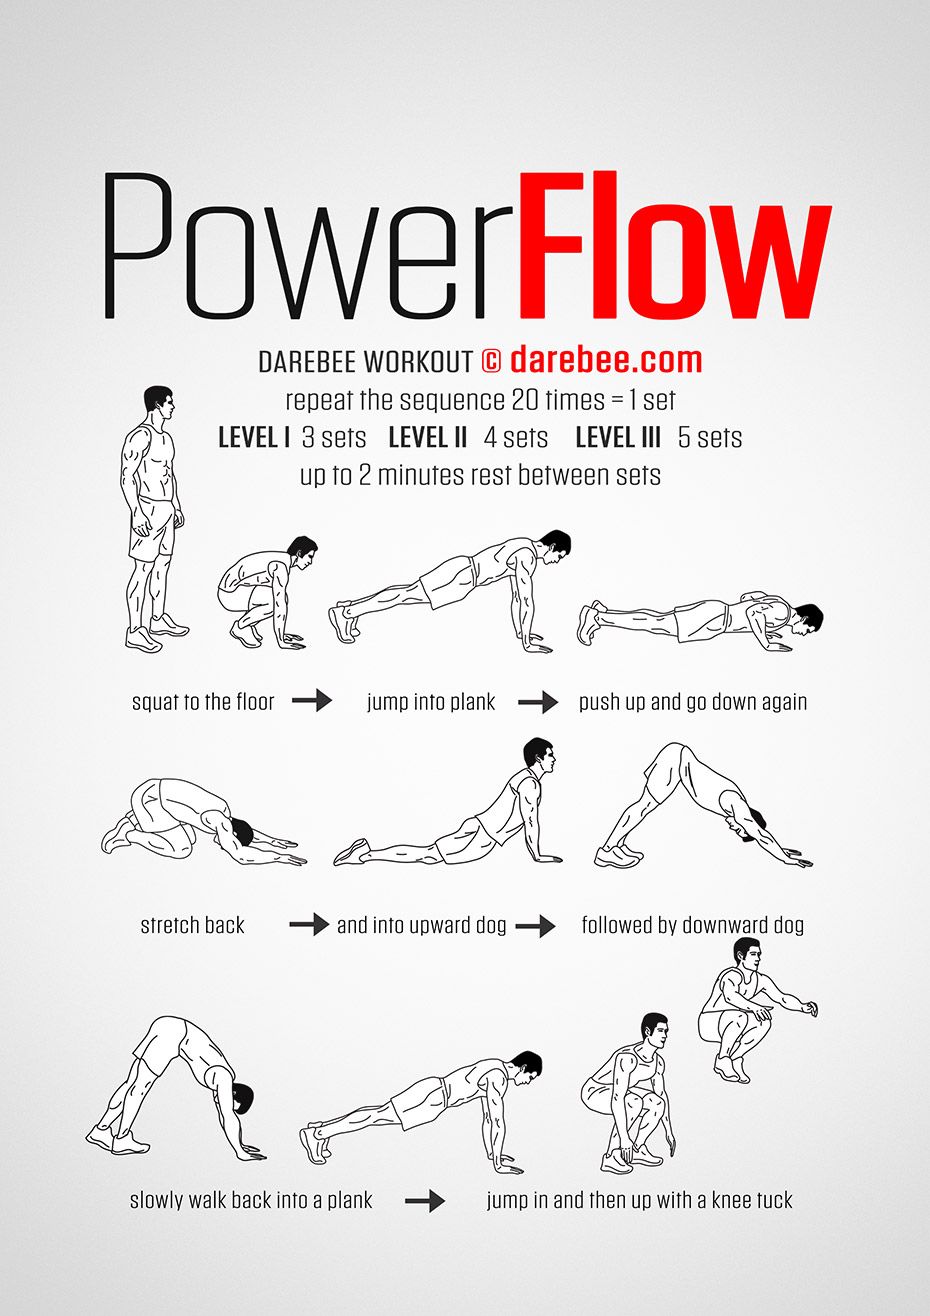 PowerFlow
DAREBEE WORKOUT © darebee.com
repeat the sequence 20 times = 1 set
LEVEL I 3 sets LEVEL II 4 sets LEVEL III 5 sets
up to 2 minutes rest between sets
squat to the floor → jump into plank → push up and go down again
stretch back → and into upward dog → followed by downward dog
slowly walk back into a plank → jump in and then up with a knee tuck